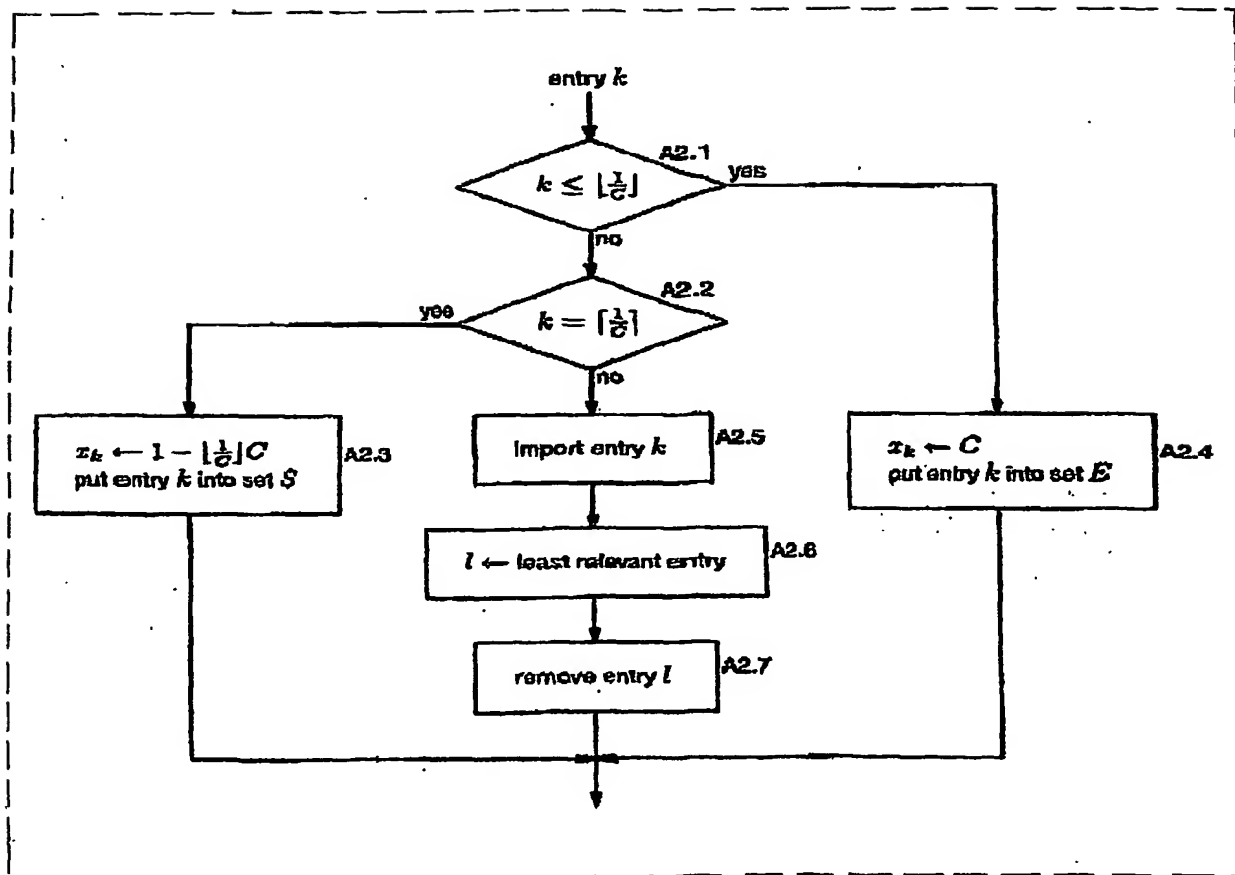 entry k
A2.1
k ≤ ⌊1/C⌋
yes
no
A2.2
k = ⌈1/C⌉
yes
no
x_k ← 1 − ⌊1/C⌋C
put entry k into set S
A2.3
import entry k
A2.5
x_k ← C
put entry k into set E
A2.4
l ← least relevant entry
A2.6
remove entry l
A2.7